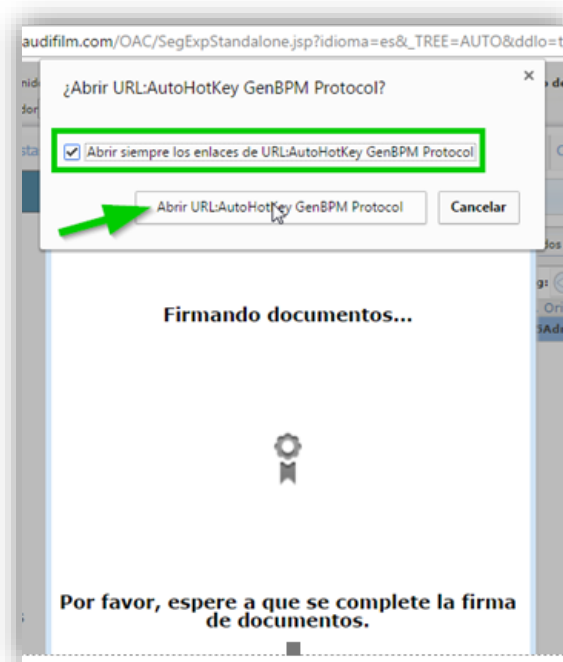 audifilm.com/OAC/SegExpStandalone.jsp?idioma=es&_TREE=AUTO&ddlo=t
¿Abrir URL:AutoHotKey GenBPM Protocol?
Abrir siempre los enlaces de URL:AutoHotKey GenBPM Protocol
Abrir URL:AutoHotKey GenBPM Protocol
Cancelar
Firmando documentos...
Por favor, espere a que se complete la firma
de documentos.